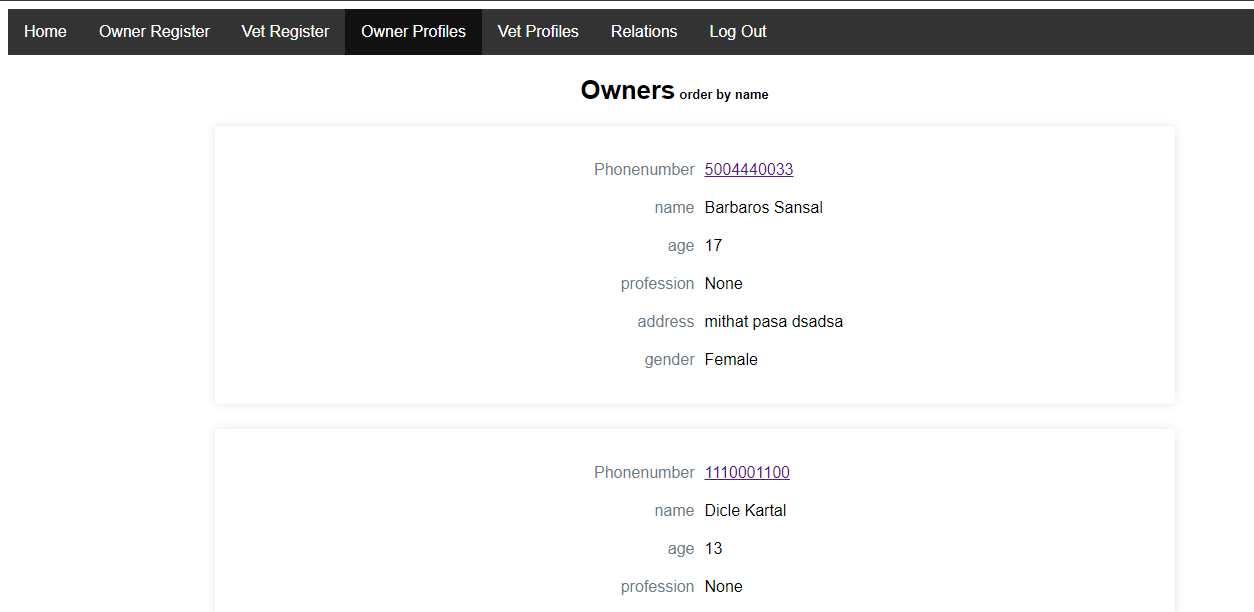 Home Owner Register Vet Register Owner Profiles Vet Profiles Relations Log Out
Owners order by name
Phonenumber 5004440033
name Barbaros Sansal
age 17
profession None
address mithat pasa dsadsa
gender Female
Phonenumber 1110001100
name Dicle Kartal
age 13
profession None